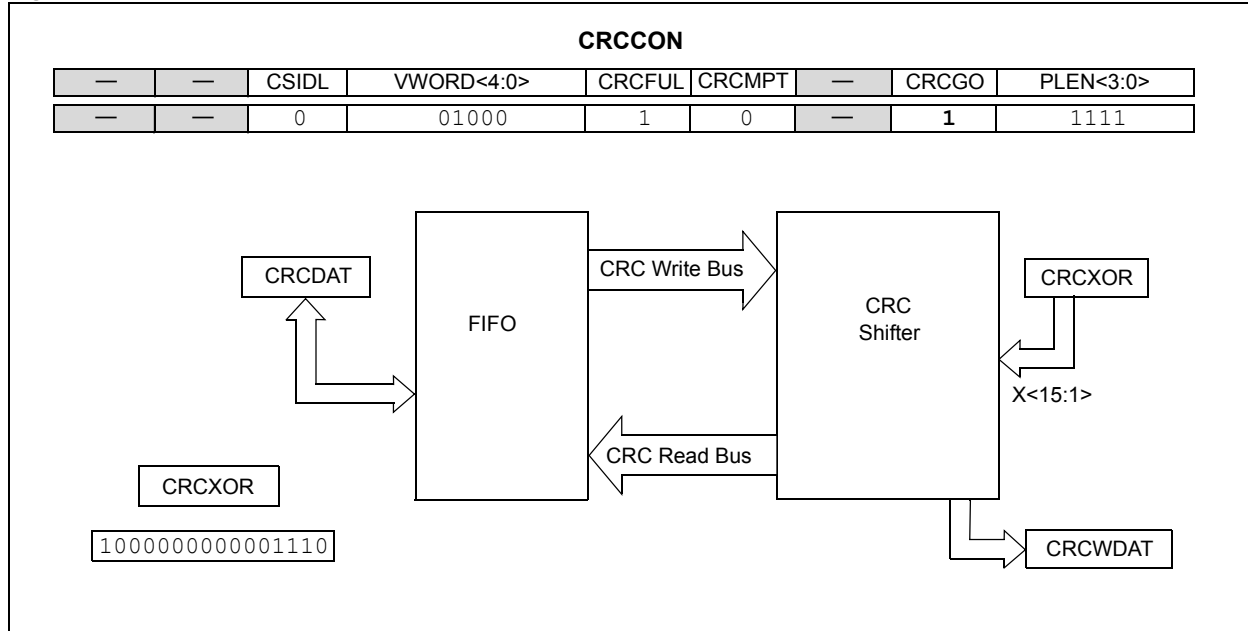 CRCCON
— — CSIDL VWORD<4:0> CRCFUL CRCMPT — CRCGO PLEN<3:0>
— — 0 01000 1 0 — 1 1111
CRCDAT
FIFO
CRC Write Bus
CRC
Shifter
CRCXOR
X<15:1>
CRC Read Bus
CRCXOR
1000000000001110
CRCWDAT